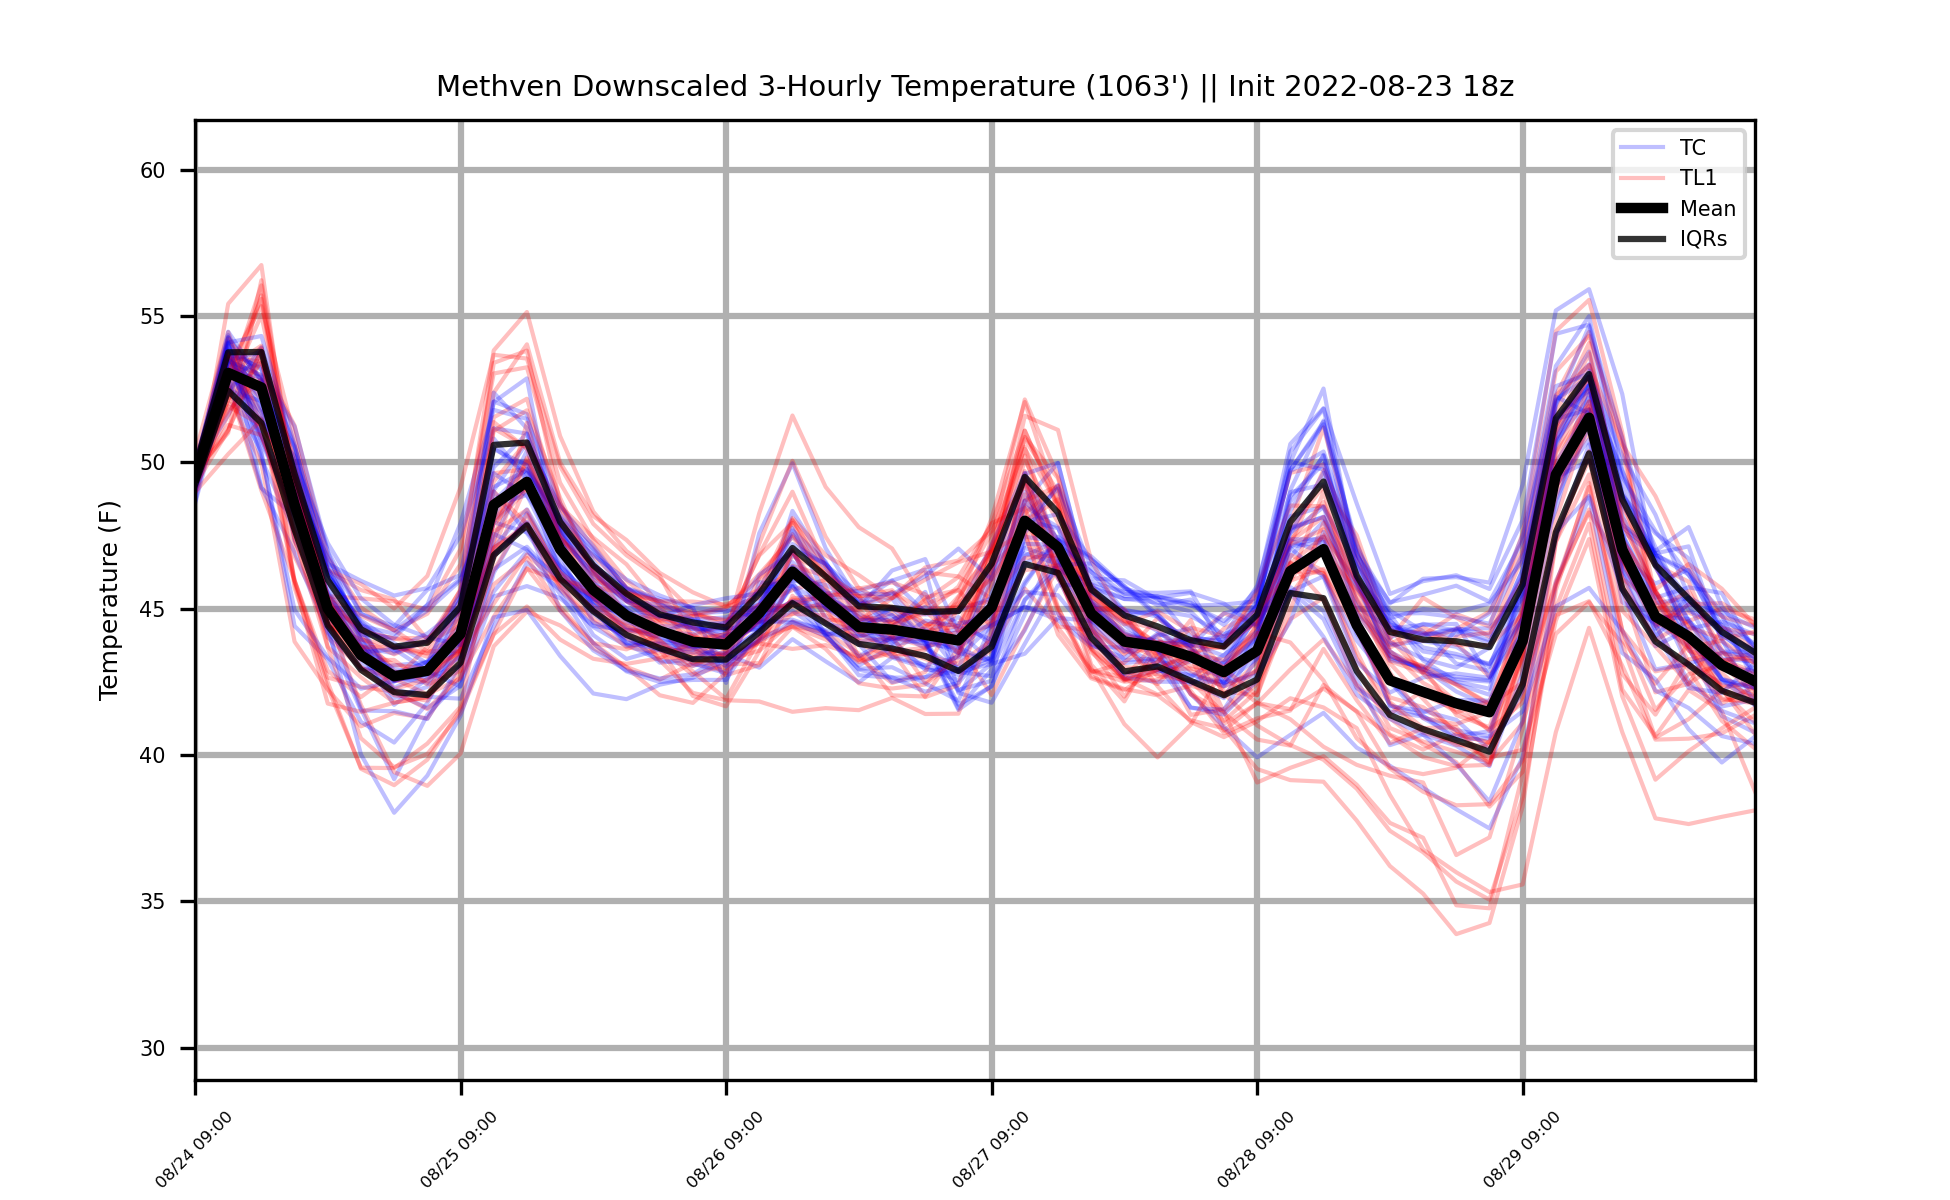 Methven Downscaled 3-Hourly Temperature (1063') || Init 2022-08-23 18z
TC
TL1
Mean
IQRs
Temperature (F)
60
55
50
45
40
35
30
08/24 09:00
08/25 09:00
08/26 09:00
08/27 09:00
08/28 09:00
08/29 09:00